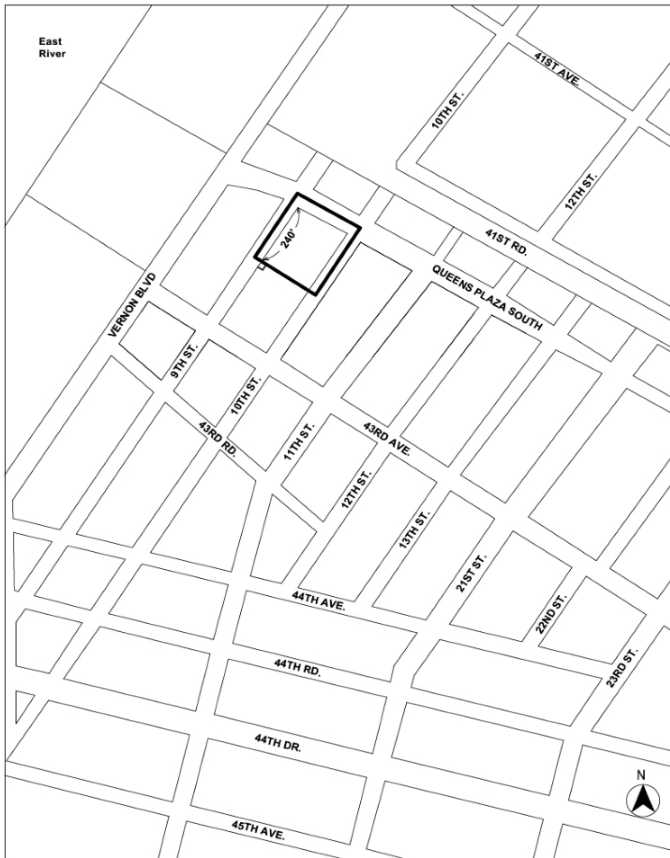 East
River
41ST AVE.
10TH ST.
12TH ST.
41ST RD.
240'
QUEENS PLAZA SOUTH
VERNON BLVD
9TH ST.
10TH ST.
43RD RD.
11TH ST.
43RD AVE.
12TH ST.
13TH ST.
21ST ST.
22ND ST.
23RD ST.
44TH AVE.
44TH RD.
44TH DR.
45TH AVE.
N